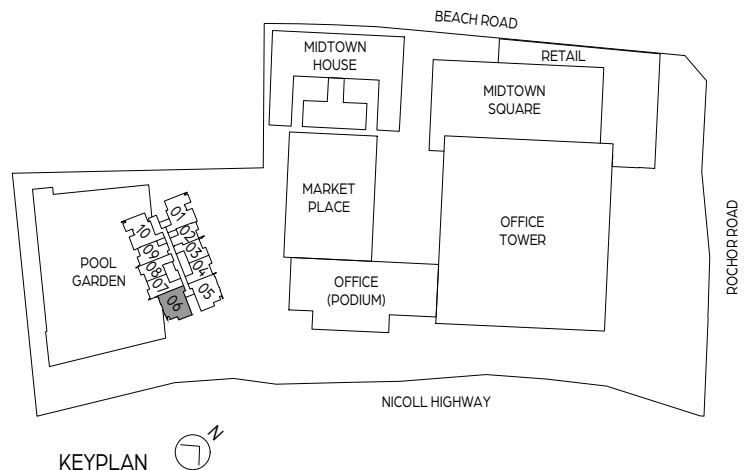 BEACH ROAD
MIDTOWN
HOUSE
RETAIL
MIDTOWN
SQUARE
MARKET
PLACE
OFFICE
TOWER
ROCHOR ROAD
POOL
GARDEN
01
02
03
04
05
10
09
08
07
06
OFFICE
(PODIUM)
NICOLL HIGHWAY
KEYPLAN
N